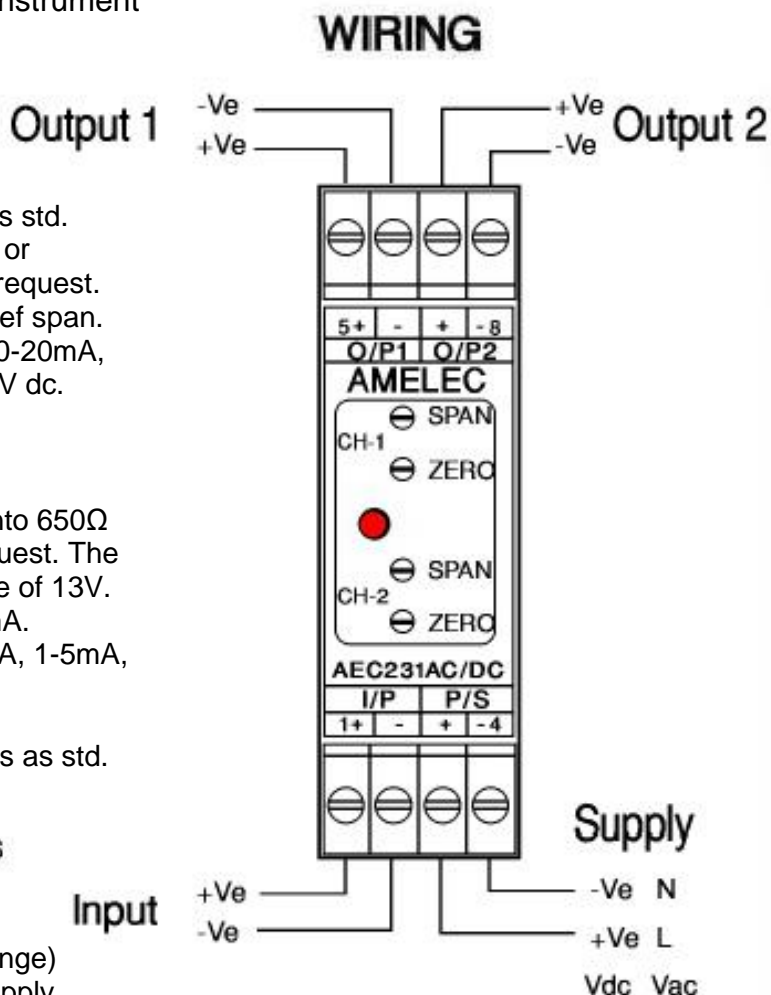 nstrument
WIRING
Output 1
-Ve
+Ve
+Ve
-Ve
Output 2
s std.
or
request.
ef span.
0-20mA,
V dc.
5+ - + -8
O/P1 O/P2
AMELEC
SPAN
CH-1
ZERO
nto 650Ω
uest. The
e of 13V.
nA.
A, 1-5mA,
SPAN
CH-2
ZERO
AEC231AC/DC
I/P P/S
1+ - + -4
s as std.
s
Input
+Ve
-Ve
Supply
-Ve N
+Ve L
Vdc Vac
nge)
pply